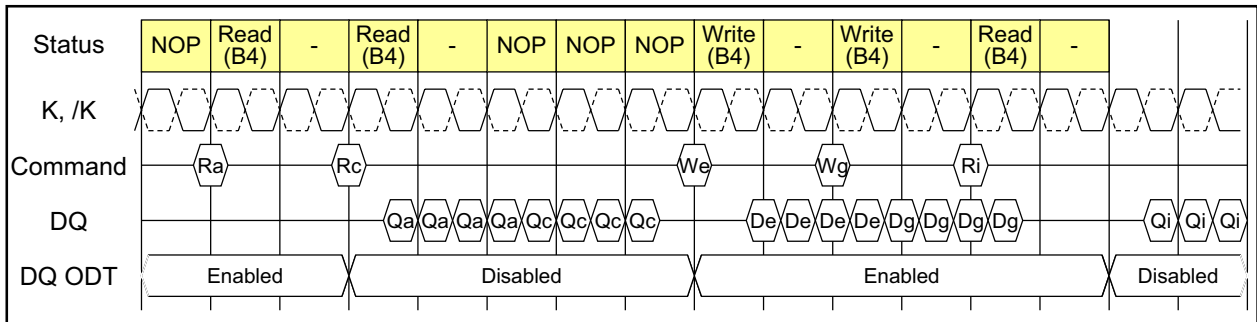 Status NOP Read (B4) - Read (B4) - NOP NOP NOP Write (B4) - Write (B4) - Read (B4) -
K, /K
Command Ra Rc We Wg Ri
DQ Qa Qa Qa Qa Qc Qc Qc Qc De De De De Dg Dg Dg Dg Qi Qi Qi
DQ ODT Enabled Disabled Enabled Disabled